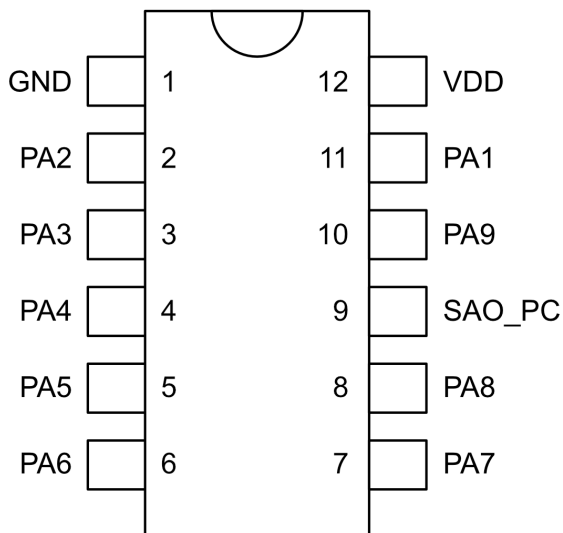 GND 1 12 VDD
PA2 2 11 PA1
PA3 3 10 PA9
PA4 4 9 SAO_PC
PA5 5 8 PA8
PA6 6 7 PA7